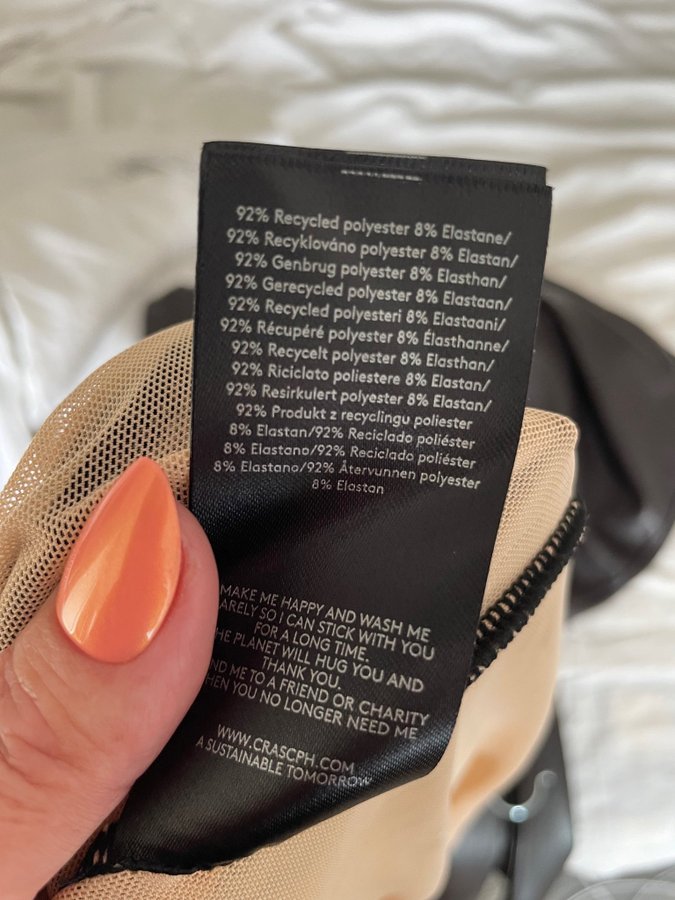 92% Recycled polyester 8% Elastane/
92% Recyklováno polyester 8% Elastan/
92% Genbrug polyester 8% Elasthan/
92% Gerecycled polyester 8% Elastaan/
92% Recycled polyesteri 8% Elastaani/
92% Récupéré polyester 8% Élasthanne/
92% Recycelt polyester 8% Elasthan/
92% Riciclato poliestere 8% Elastan/
92% Resirkulert polyester 8% Elastan/
92% Produkt z recyclingu poliester
8% Elastan/92% Reciclado poliéster
8% Elastano/92% Reciclado poliéster
8% Elastano/92% Återvunnen polyester
8% Elastan
MAKE ME HAPPY AND WASH ME
SO I CAN STICK WITH YOU
FOR A LONG TIME.
PLANET WILL HUG YOU AND
THANK YOU.
ME TO A FRIEND OR CHARITY
YOU NO LONGER NEED ME
WWW.CRASCPH.COM
A SUSTAINABLE TOMORROW